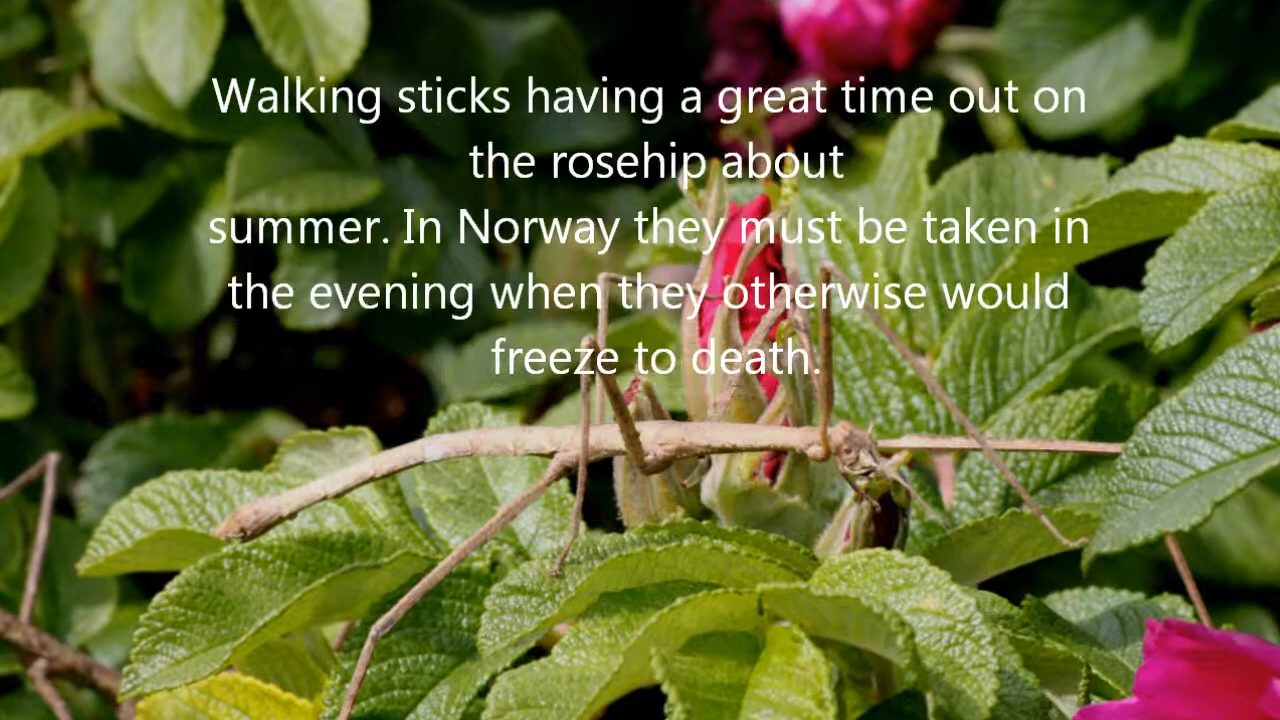 Walking sticks having a great time out on
the rosehip about
summer. In Norway they must be taken in
the evening when they otherwise would
freeze to death.